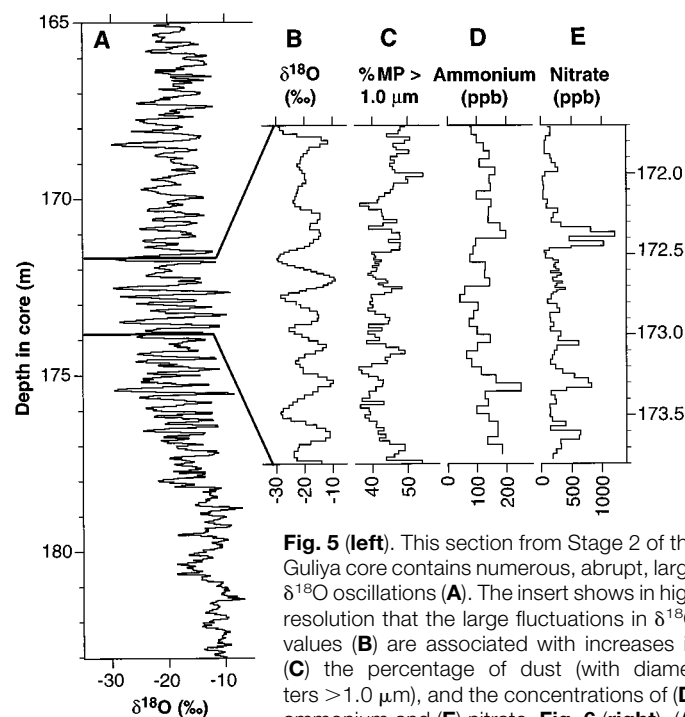 A B C D E
δ18O %MP > Ammonium Nitrate
(‰) 1.0 μm (ppb) (ppb)
165
170
175
180
Depth in core (m)
-30 -20 -10
δ18O (‰)
172.0
172.5
173.0
173.5
-30 -20 -10 40 50 0 100 200 0 500 1000
Fig. 5 (left). This section from Stage 2 of th
Guliya core contains numerous, abrupt, larg
δ18O oscillations (A). The insert shows in hig
resolution that the large fluctuations in δ18O
values (B) are associated with increases i
(C) the percentage of dust (with diame-
ters >1.0 μm), and the concentrations of (D